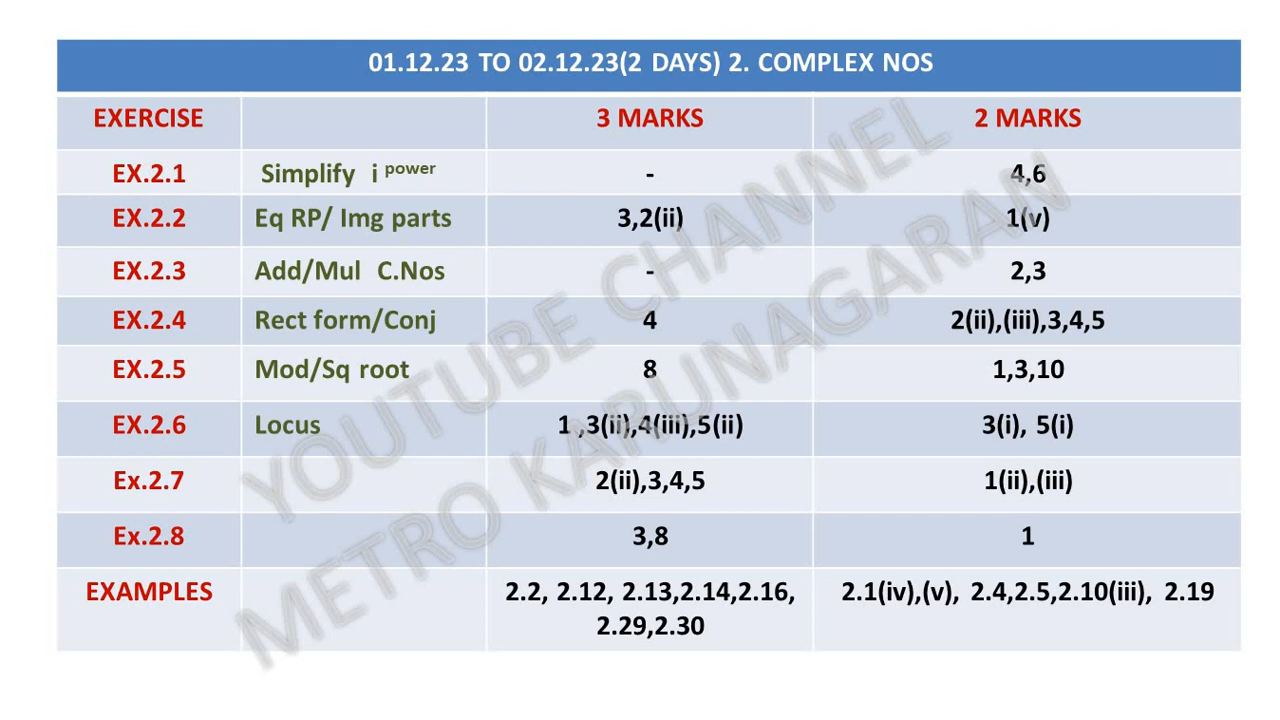 01.12.23 TO 02.12.23(2 DAYS) 2. COMPLEX NOS
EXERCISE 3 MARKS 2 MARKS
EX.2.1 Simplify i power - 4,6
EX.2.2 Eq RP/ Img parts 3,2(ii) 1(v)
EX.2.3 Add/Mul C.Nos - 2,3
EX.2.4 Rect form/Conj 4 2(ii),(iii),3,4,5
EX.2.5 Mod/Sq root 8 1,3,10
EX.2.6 Locus 1 ,3(ii),4(iii),5(ii) 3(i), 5(i)
Ex.2.7 2(ii),3,4,5 1(ii),(iii)
Ex.2.8 3,8 1
EXAMPLES 2.2, 2.12, 2.13,2.14,2.16, 2.1(iv),(v), 2.4,2.5,2.10(iii), 2.19
2.29,2.30
YOUTUBE CHANNEL
METRO KARUNAGARAN